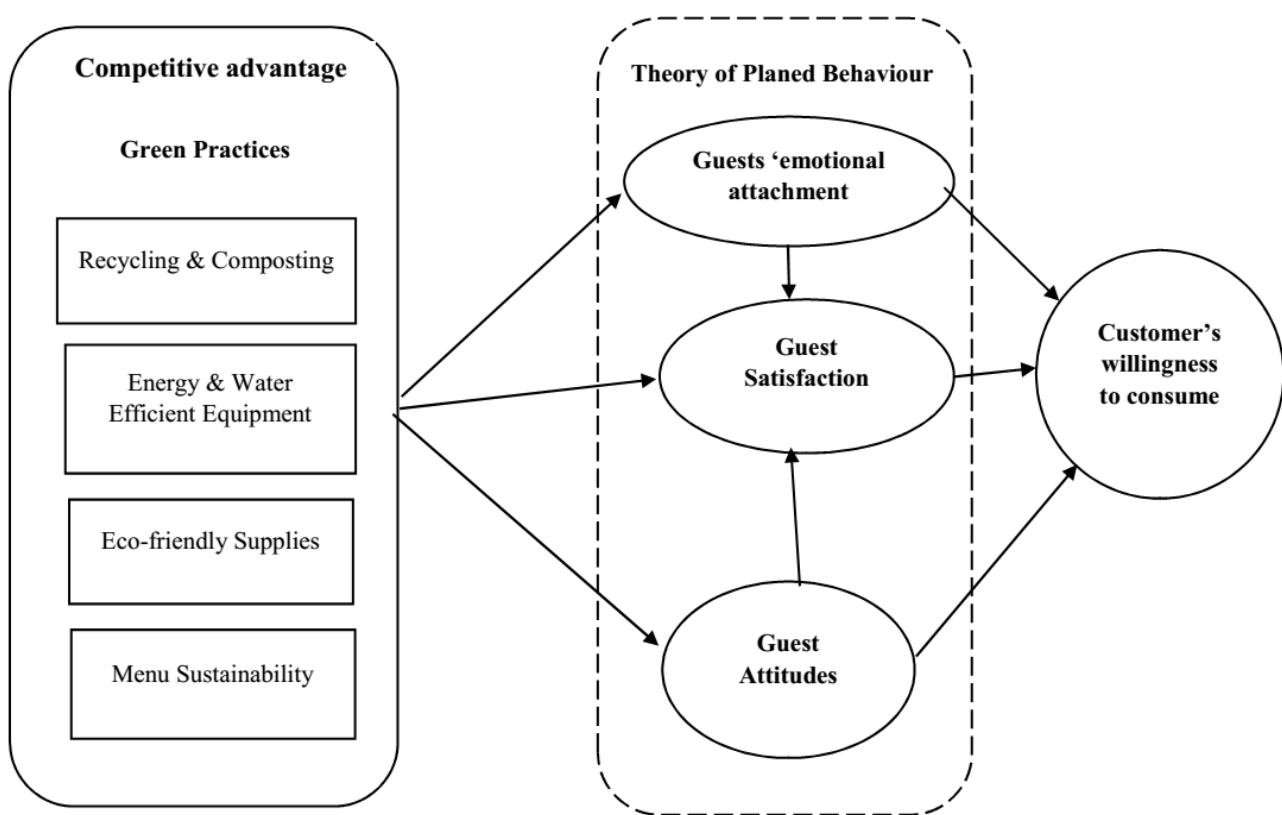 Competitive advantage
Green Practices
Recycling & Composting
Energy & Water
Efficient Equipment
Eco-friendly Supplies
Menu Sustainability
Theory of Planed Behaviour
Guests ‘emotional
attachment
Guest
Satisfaction
Guest
Attitudes
Customer’s
willingness
to consume